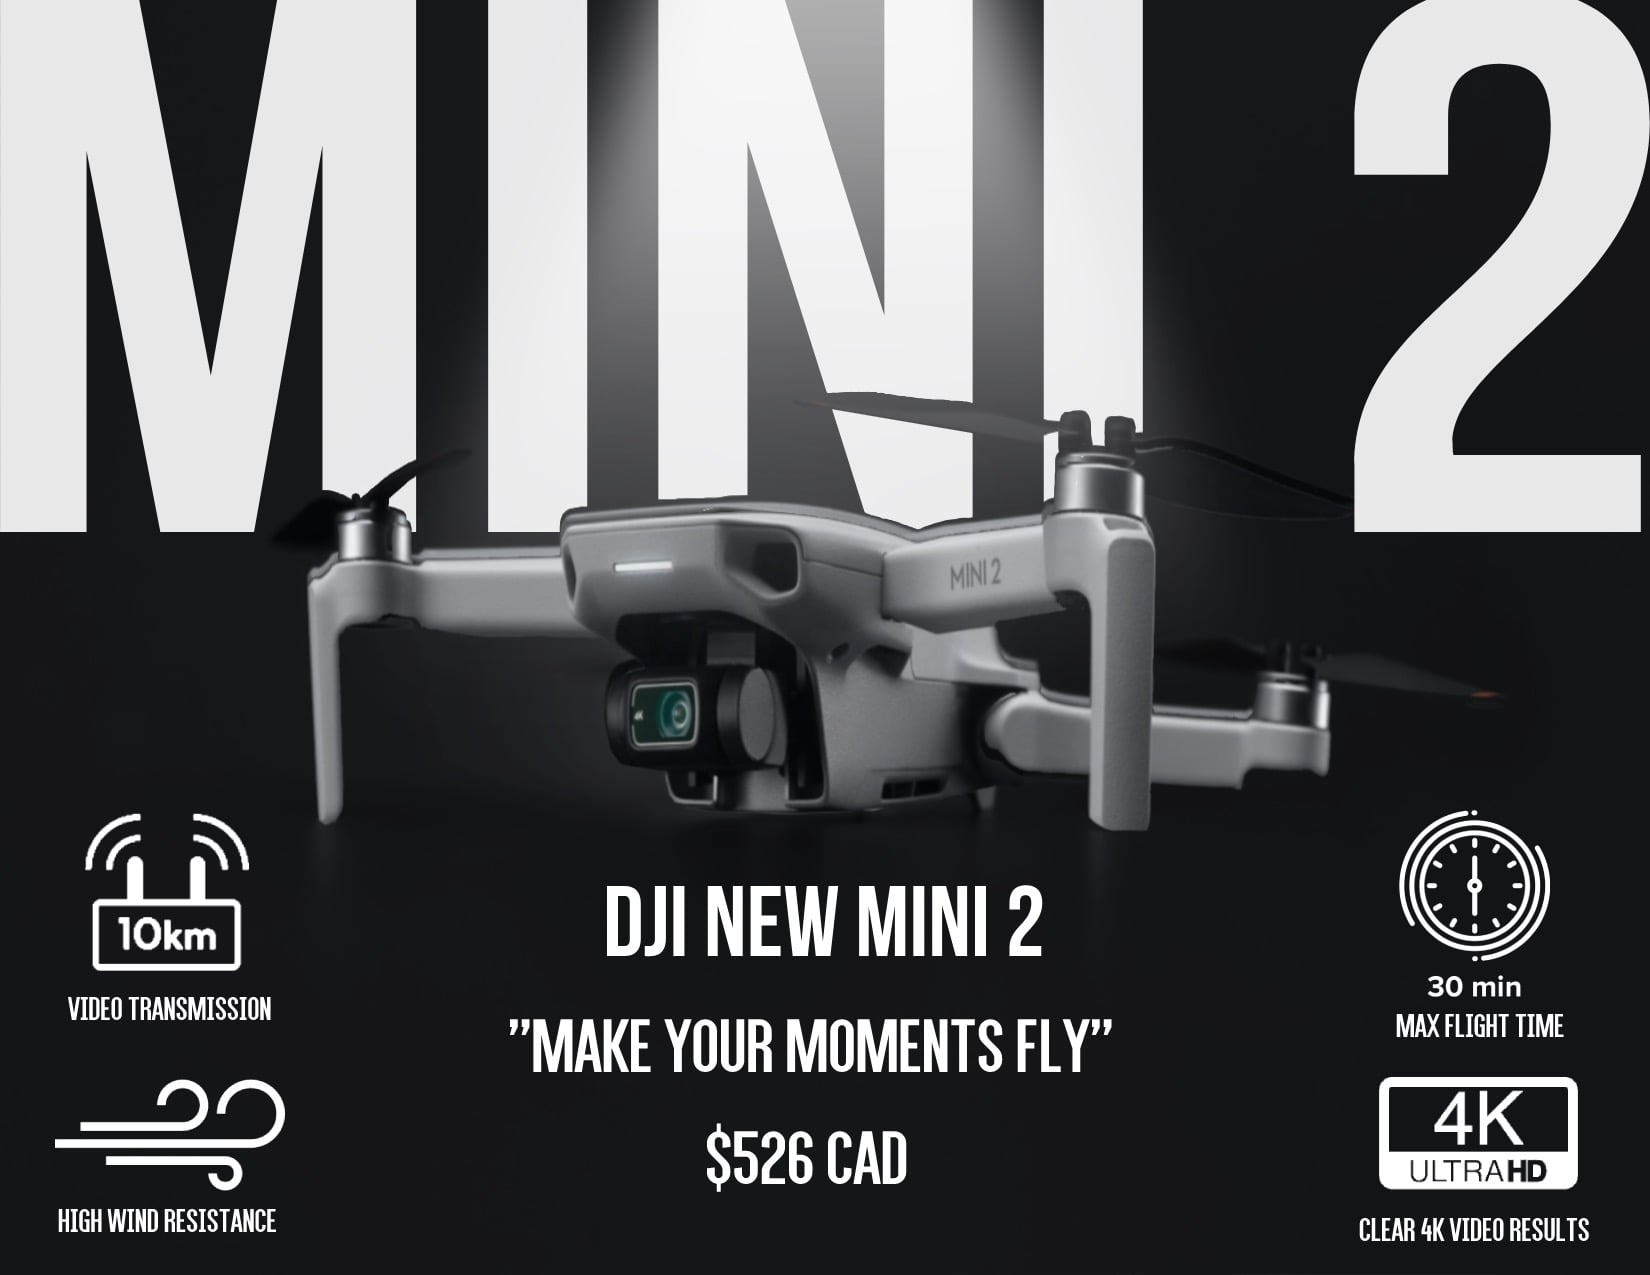 MINI 2
MINI 2
4K
10km
VIDEO TRANSMISSION
HIGH WIND RESISTANCE
DJI NEW MINI 2
”MAKE YOUR MOMENTS FLY”
$526 CAD
30 min
MAX FLIGHT TIME
4K
ULTRAHD
CLEAR 4K VIDEO RESULTS